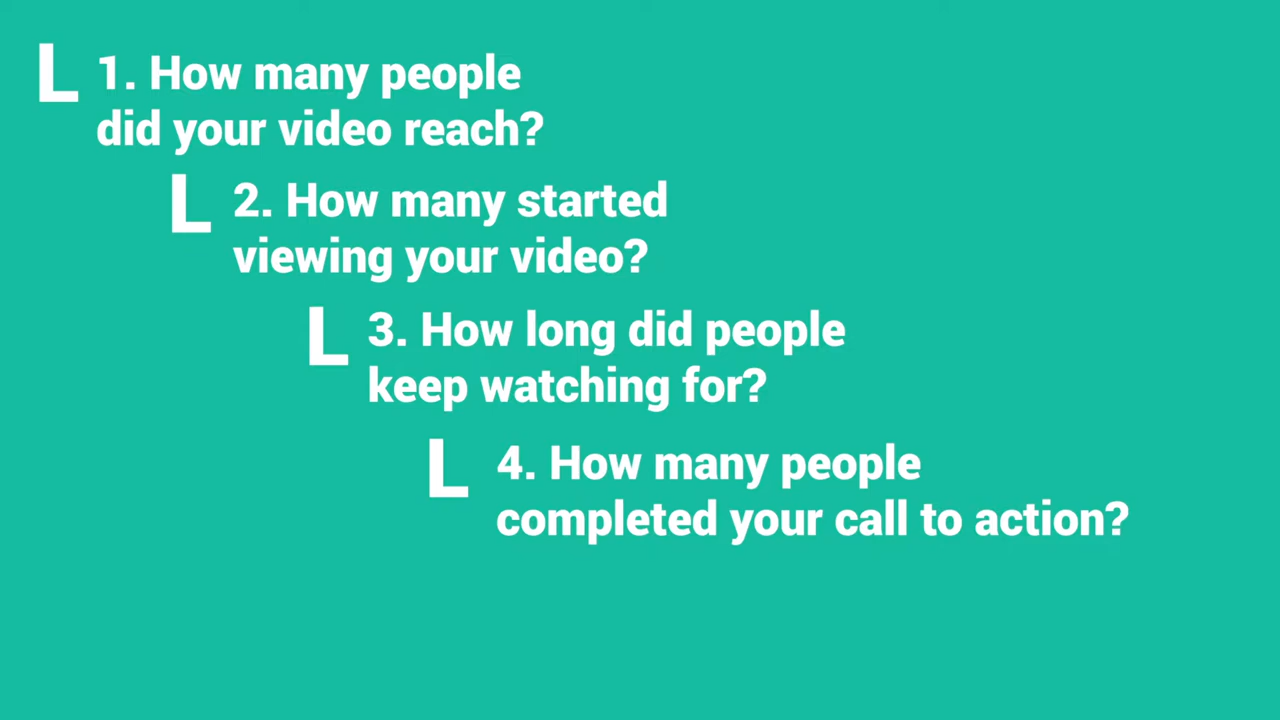 L 1. How many people
did your video reach?
L 2. How many started
viewing your video?
L 3. How long did people
keep watching for?
L 4. How many people
completed your call to action?